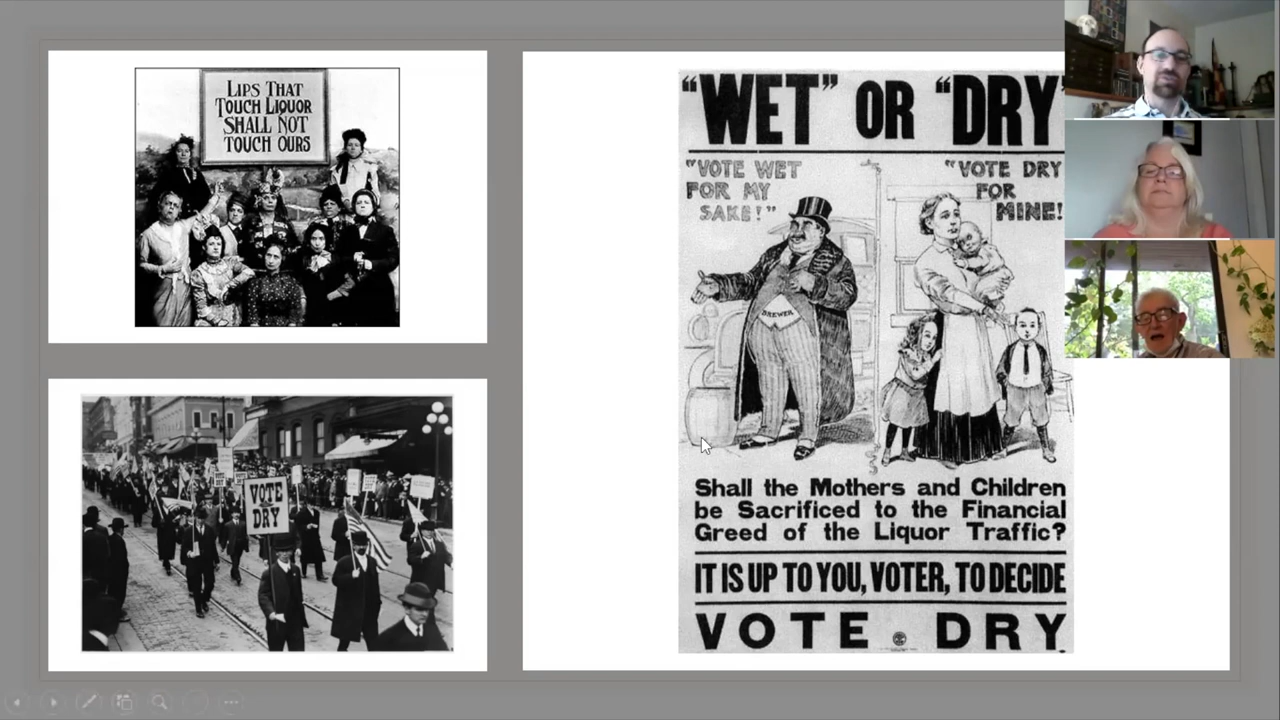 LIPS THAT
TOUCH LIQUOR
SHALL NOT
TOUCH OURS
VOTE
DRY
"WET" OR "DRY"
"VOTE WET
FOR MY
SAKE!"
"VOTE DRY
FOR
MINE!
BREWER
Shall the Mothers and Children
be Sacrificed to the Financial
Greed of the Liquor Traffic?
IT IS UP TO YOU, VOTER, TO DECIDE
VOTE DRY